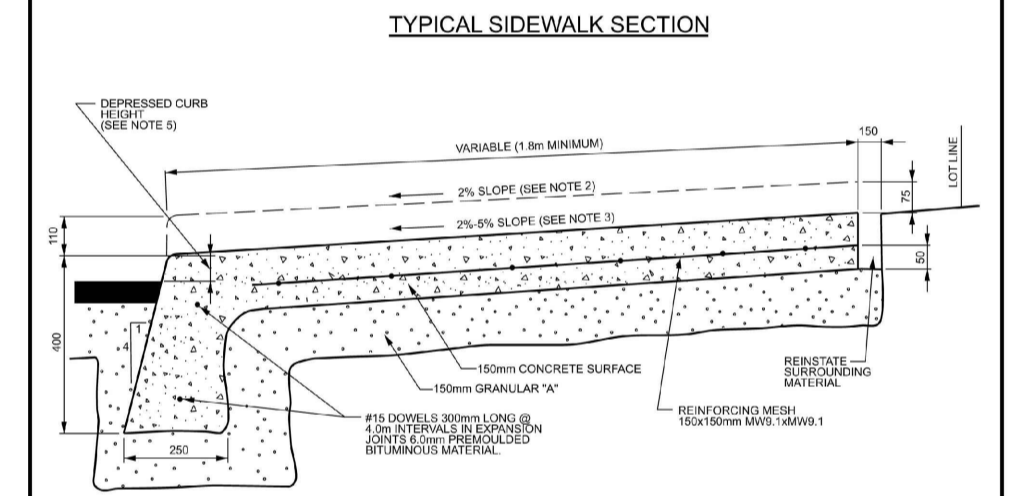 TYPICAL SIDEWALK SECTION
DEPRESSED CURB
HEIGHT
(SEE NOTE 5)
VARIABLE (1.8m MINIMUM)
150
LOT LINE
2% SLOPE (SEE NOTE 2)
75
2%-5% SLOPE (SEE NOTE 3)
110
50
400
1
4
150mm CONCRETE SURFACE
150mm GRANULAR "A"
REINSTATE
SURROUNDING
MATERIAL
REINFORCING MESH
150x150mm MW9.1xMW9.1
#15 DOWELS 300mm LONG @
4.0m INTERVALS IN EXPANSION
JOINTS 6.0mm PREMOULDED
BITUMINOUS MATERIAL.
250